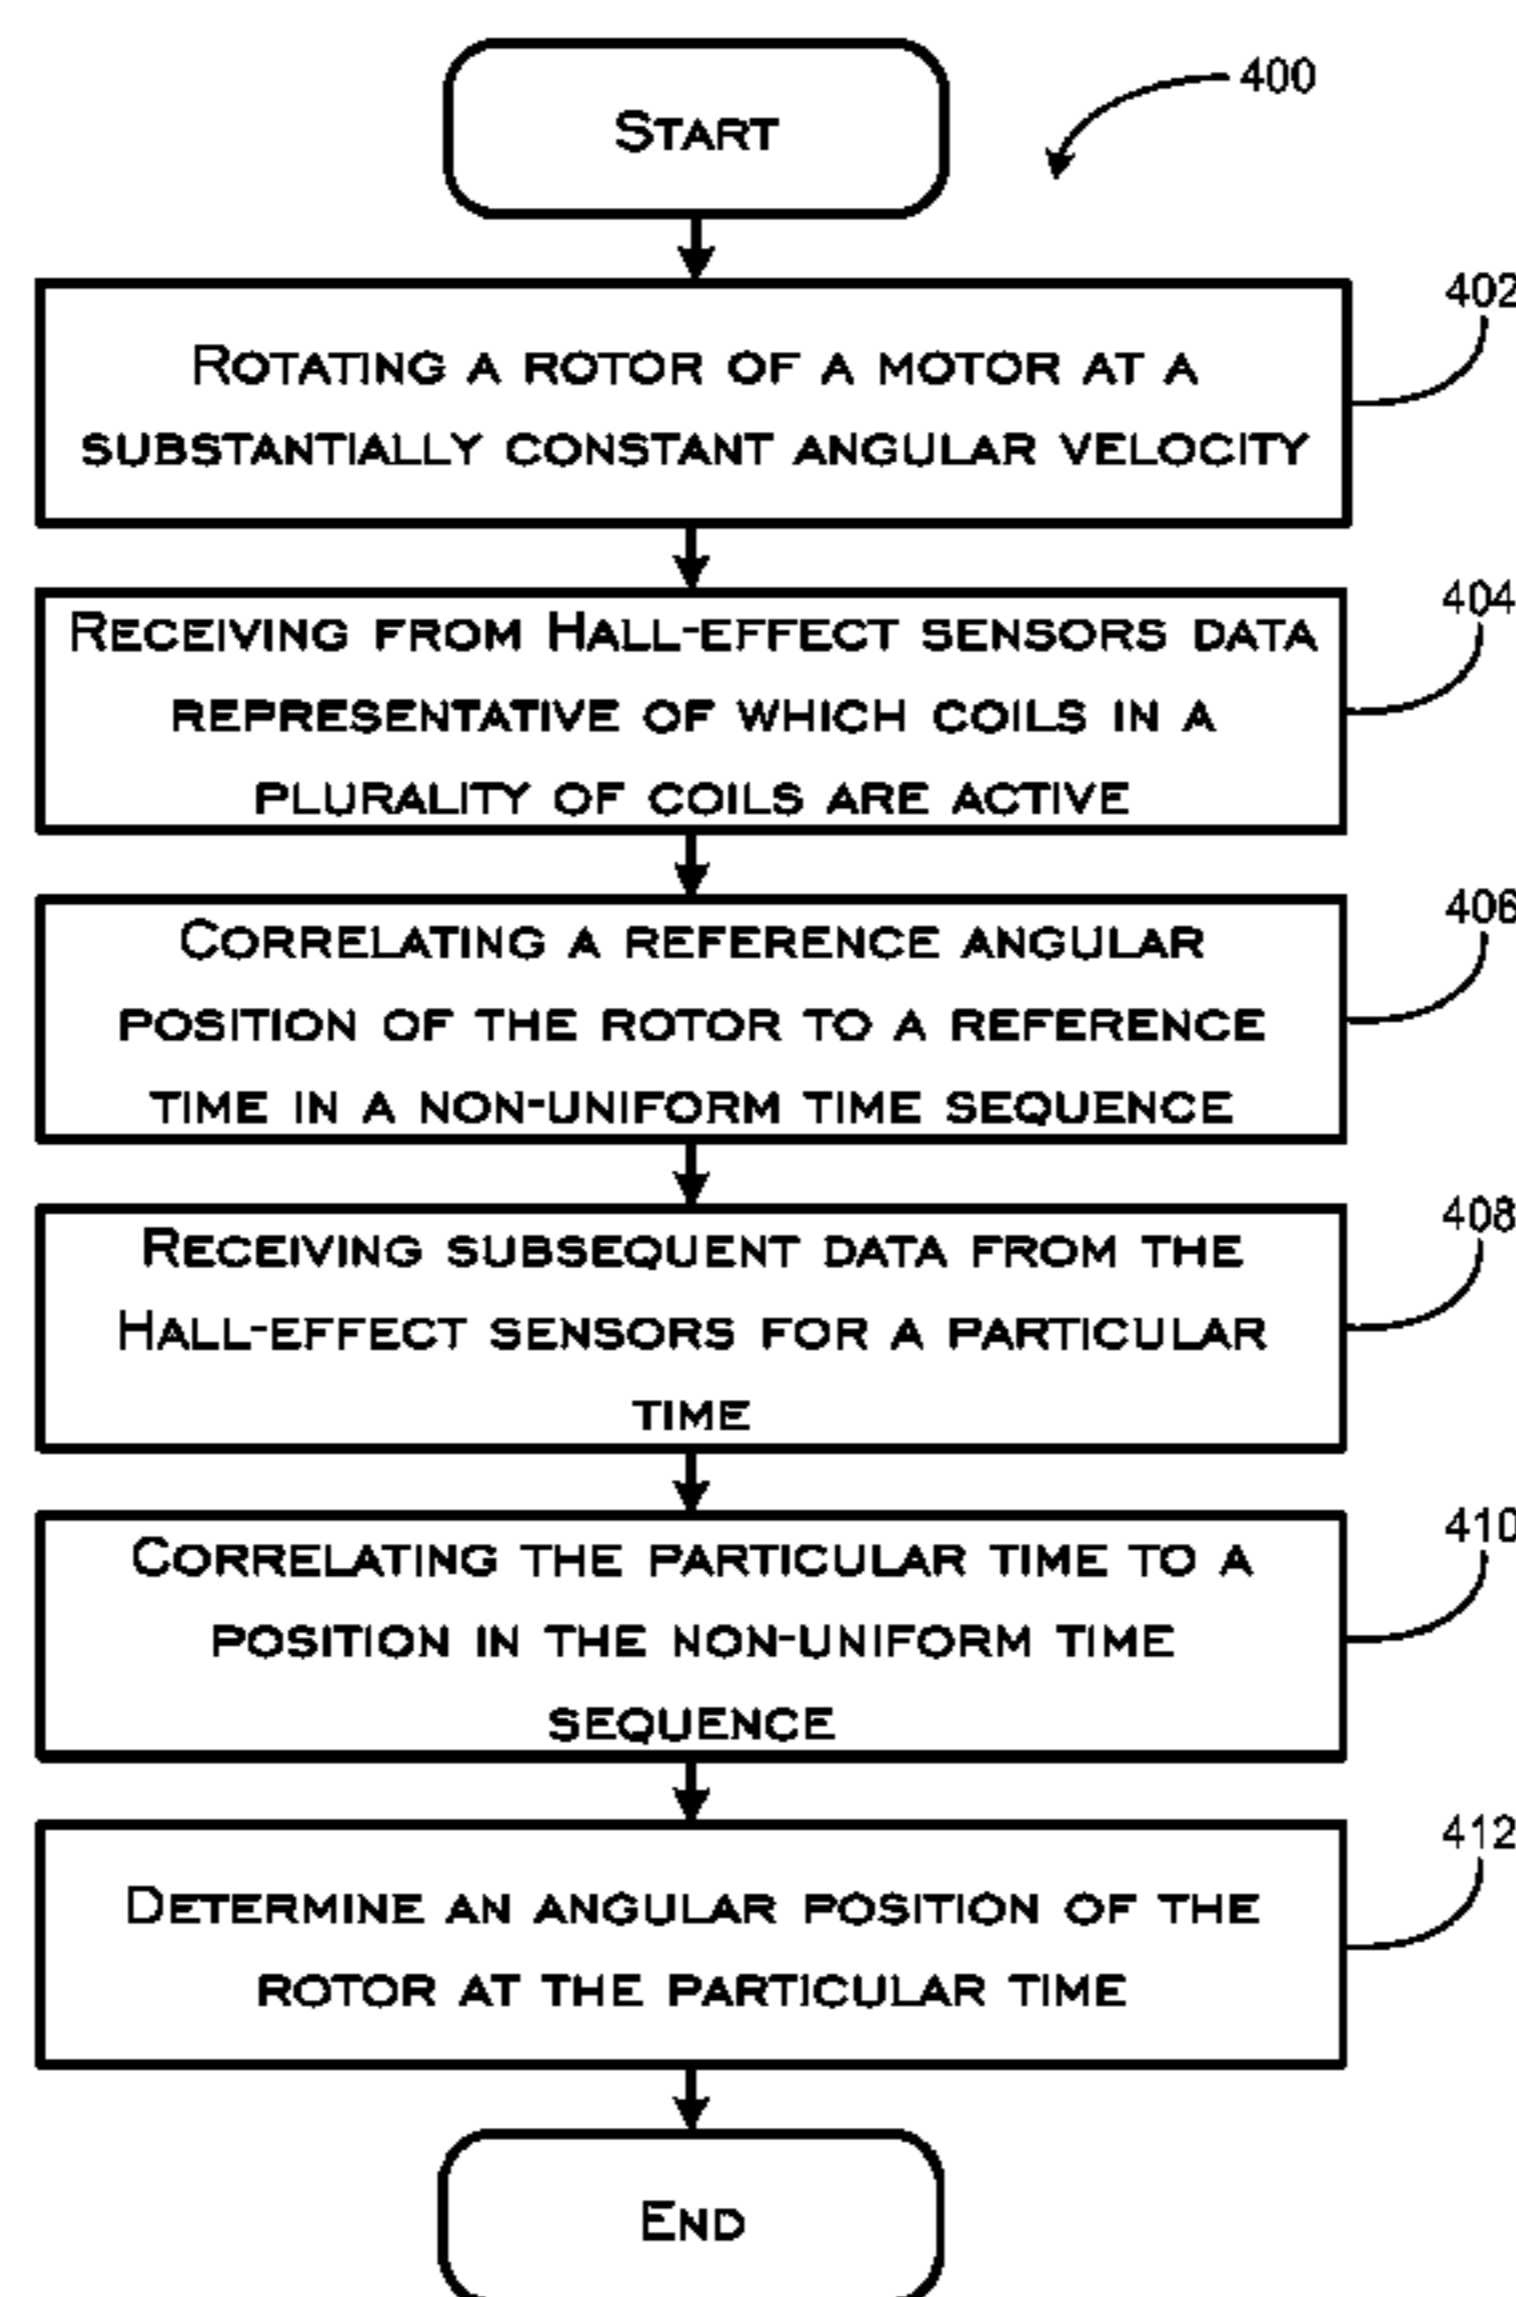 START
400
402
ROTATING A ROTOR OF A MOTOR AT A
SUBSTANTIALLY CONSTANT ANGULAR VELOCITY
404
RECEIVING FROM HALL-EFFECT SENSORS DATA
REPRESENTATIVE OF WHICH COILS IN A
PLURALITY OF COILS ARE ACTIVE
406
CORRELATING A REFERENCE ANGULAR
POSITION OF THE ROTOR TO A REFERENCE
TIME IN A NON-UNIFORM TIME SEQUENCE
408
RECEIVING SUBSEQUENT DATA FROM THE
HALL-EFFECT SENSORS FOR A PARTICULAR
TIME
410
CORRELATING THE PARTICULAR TIME TO A
POSITION IN THE NON-UNIFORM TIME
SEQUENCE
412
DETERMINE AN ANGULAR POSITION OF THE
ROTOR AT THE PARTICULAR TIME
END